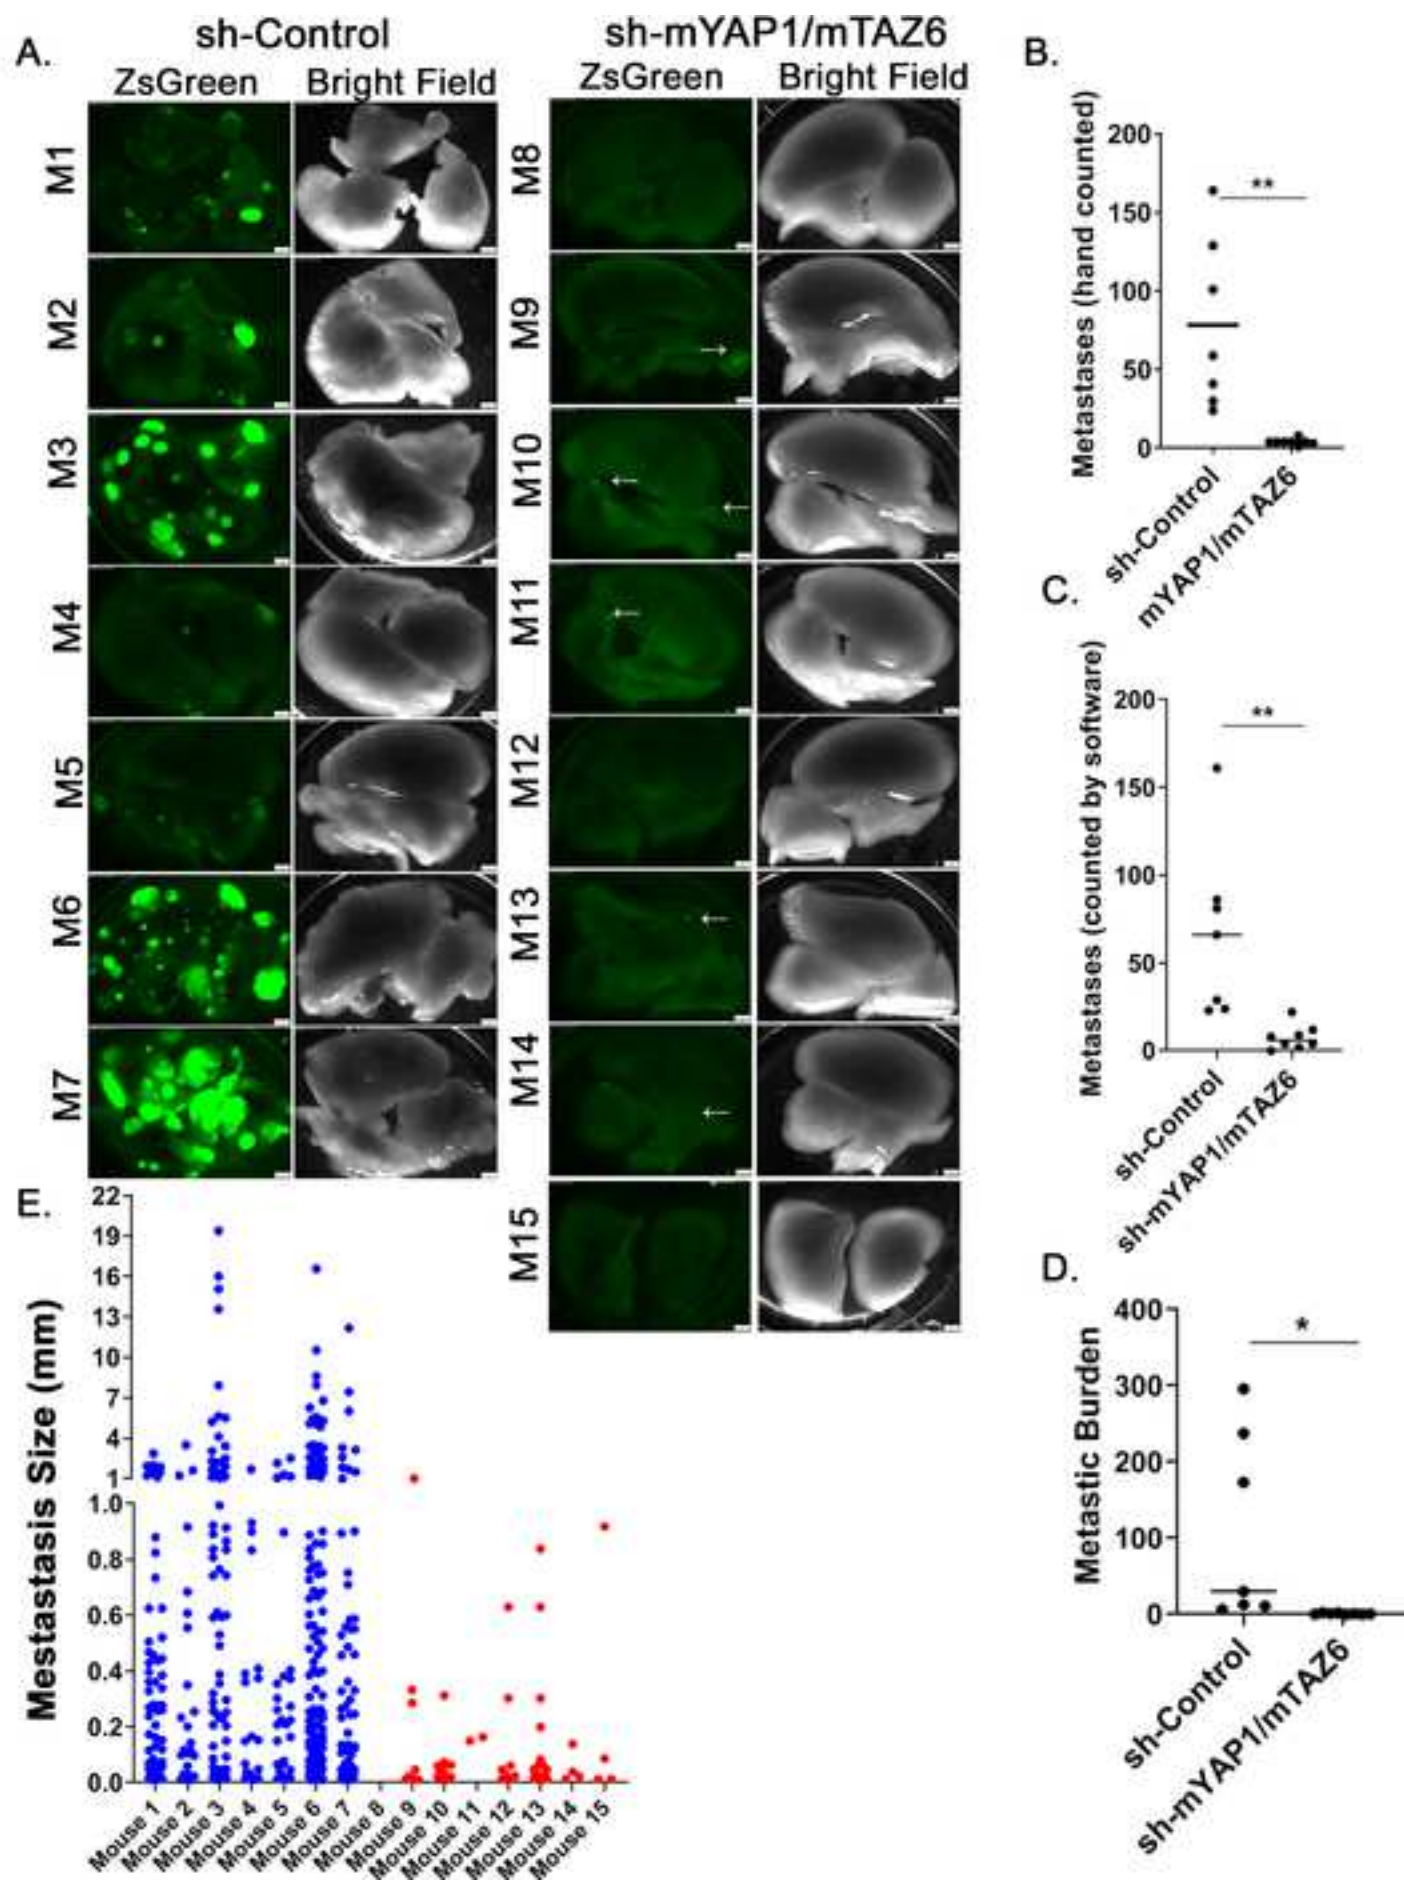 A.
sh-Control
sh-mYAP1/mTAZ6
ZsGreen
Bright Field
ZsGreen
Bright Field
M1
M2
M3
M4
M5
M6
M7
M8
M9
M10
M11
M12
M13
M14
M15
B.
Metastases (hand counted)
200
150
100
50
0
**
sh-Control
mYAP1/mTAZ6
C.
Metastases (counted by software)
200
150
100
50
0
**
sh-Control
sh-mYAP1/mTAZ6
D.
Metastic Burden
400
300
200
100
0
*
sh-Control
sh-mYAP1/mTAZ6
E.
Mestastasis Size (mm)
22
19
16
13
10
7
4
1
1.0
0.8
0.6
0.4
0.2
0.0
Mouse 1
Mouse 2
Mouse 3
Mouse 4
Mouse 5
Mouse 6
Mouse 7
Mouse 8
Mouse 9
Mouse 10
Mouse 11
Mouse 12
Mouse 13
Mouse 14
Mouse 15